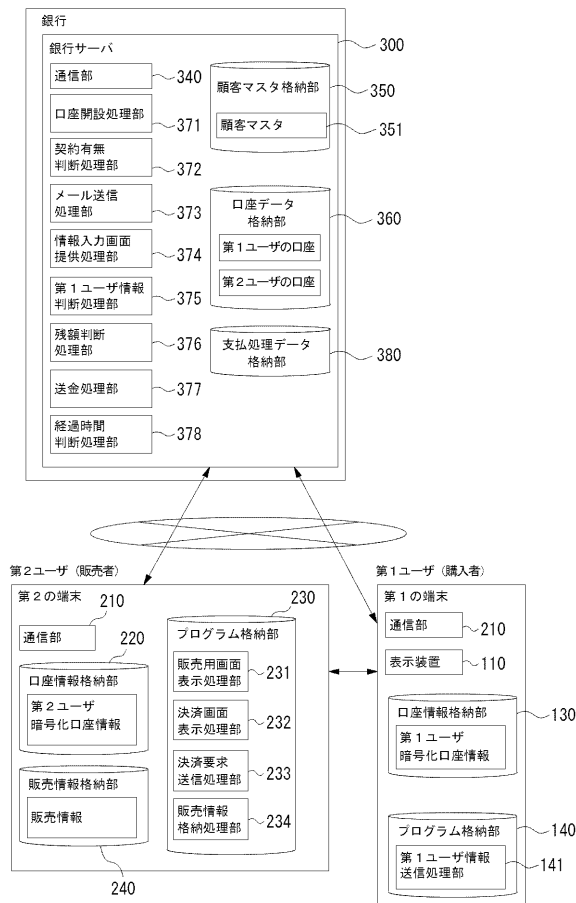 銀行
銀行サーバ
300
通信部
340
口座開設処理部
371
契約有無
判断処理部
372
メール送信
処理部
373
情報入力画面
提供処理部
374
第1ユーザ情報
判断処理部
375
残額判断
処理部
376
送金処理部
377
経過時間
判断処理部
378
顧客マスタ格納部
350
顧客マスタ
351
口座データ
格納部
360
第1ユーザの口座
第2ユーザの口座
支払処理データ
格納部
380
第2ユーザ(販売者)
第2の端末
210
通信部
220
口座情報格納部
第2ユーザ
暗号化口座情報
販売情報格納部
販売情報
240
230
プログラム格納部
販売用画面
表示処理部
231
決済画面
表示処理部
232
決済要求
送信処理部
233
販売情報
格納処理部
234
第1ユーザ(購入者)
第1の端末
通信部
210
表示装置
110
口座情報格納部
130
第1ユーザ
暗号化口座情報
プログラム格納部
140
第1ユーザ情報
送信処理部
141